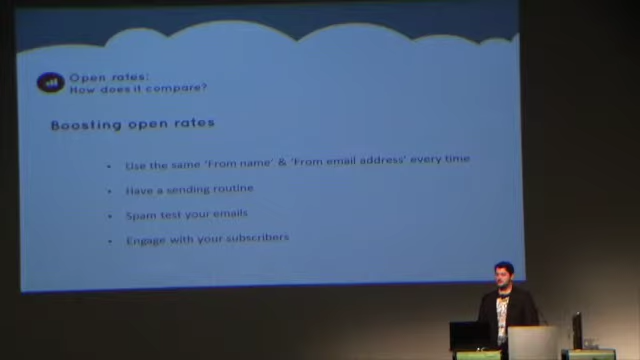 Open rates:
How does it compare?
Boosting open rates
• Use the same 'From name' & 'From email address' every time
• Have a sending routine
• Spam test your emails
• Engage with your subscribers